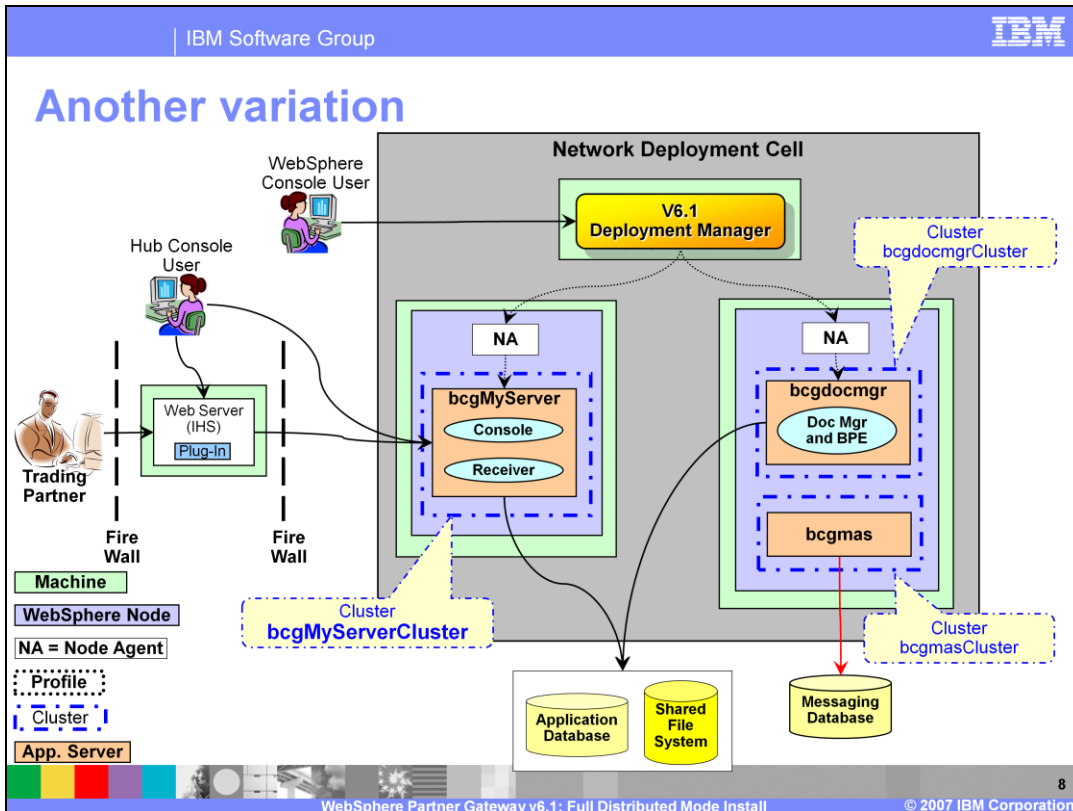 IBM Software Group
IBM
Another variation
Network Deployment Cell
WebSphere
Console User
V6.1
Deployment Manager
Cluster
bcgdocmgrCluster
Hub Console
User
NA
NA
bcgMyServer
Console
Receiver
bcgdocmgr
Doc Mgr
and BPE
Web Server
(IHS)
Plug-In
Trading
Partner
bcgmas
Fire
Wall
Fire
Wall
Machine
WebSphere Node
NA = Node Agent
Profile
Cluster
App. Server
Cluster
bcgMyServerCluster
Cluster
bcgmasCluster
Application
Database
Shared
File
System
Messaging
Database
8
WebSphere Partner Gateway v6.1: Full Distributed Mode Install
© 2007 IBM Corporation